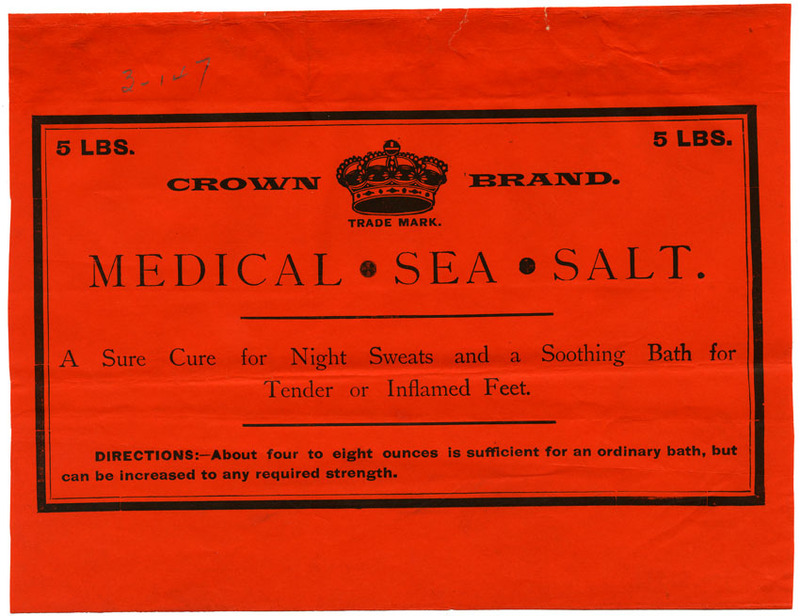 3-147
5 LBS.
5 LBS.
CROWN BRAND.
TRADE MARK.
MEDICAL • SEA • SALT.
A Sure Cure for Night Sweats and a Soothing Bath for
Tender or Inflamed Feet.
DIRECTIONS:—About four to eight ounces is sufficient for an ordinary bath, but
can be increased to any required strength.